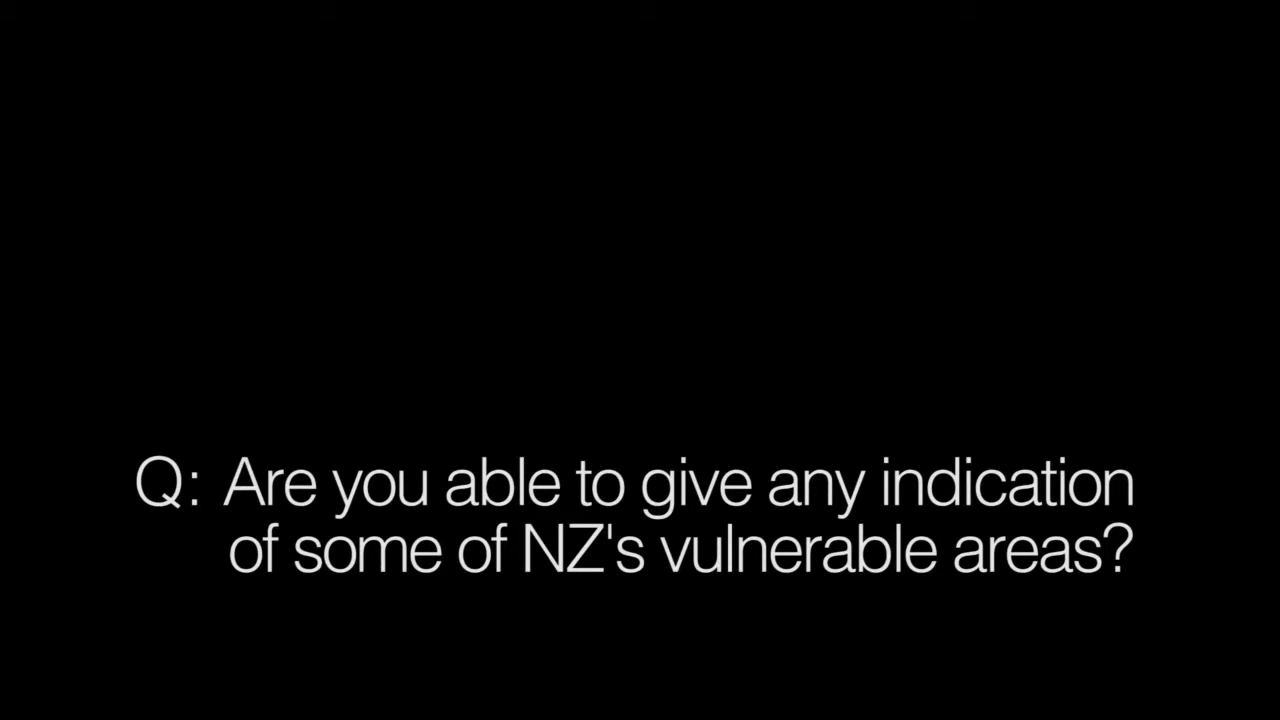 Q: Are you able to give any indication
of some of NZ's vulnerable areas?